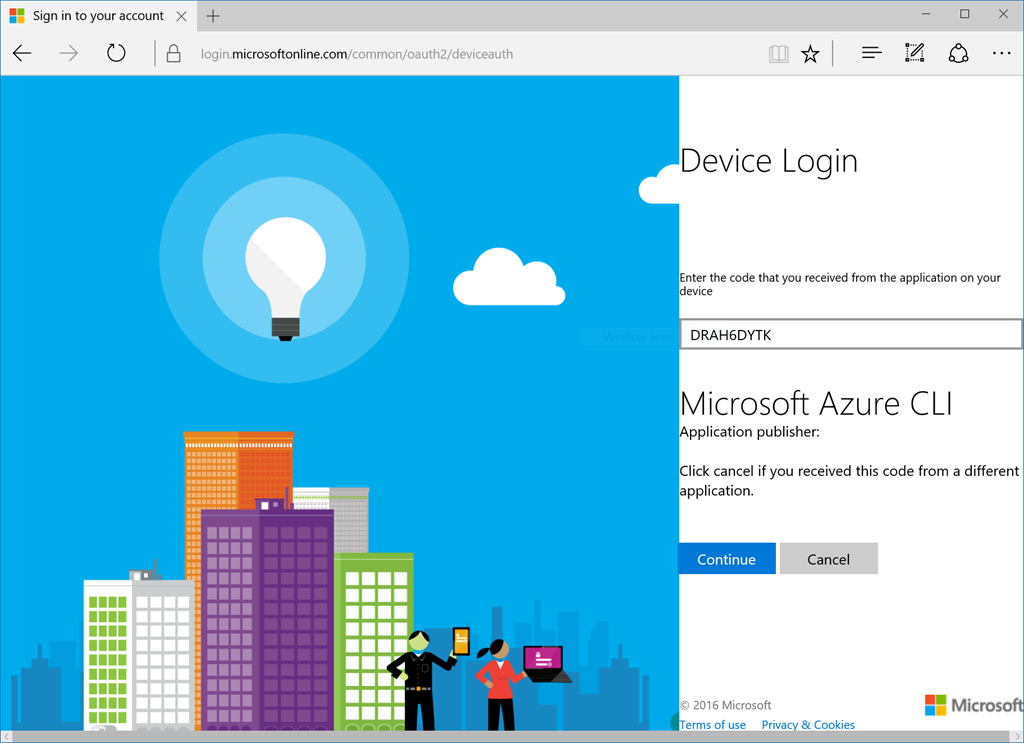 Sign in to your account
login.microsoftonline.com/common/oauth2/deviceauth
Device Login
Enter the code that you received from the application on your
device
DRAH6DYTK
Microsoft Azure CLI
Application publisher:
Click cancel if you received this code from a different
application.
Continue Cancel
© 2016 Microsoft
Microsoft
Terms of use Privacy & Cookies